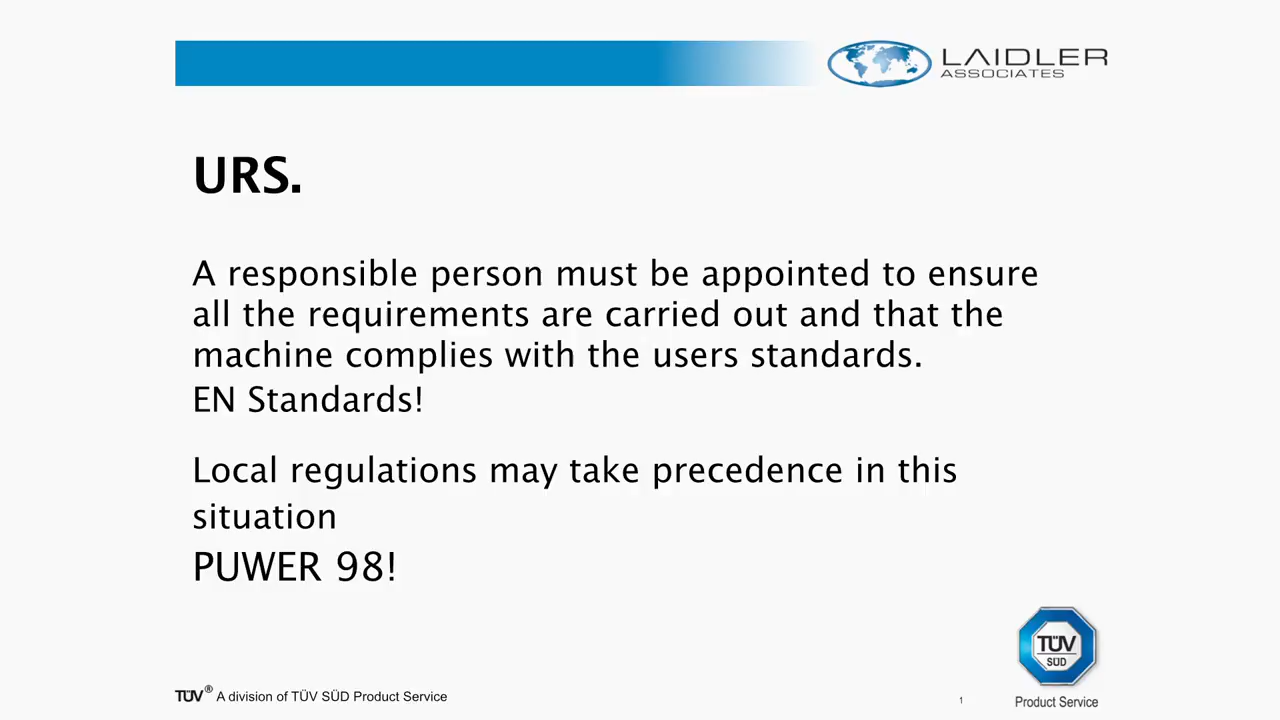 LAIDLER
ASSOCIATES
URS.
A responsible person must be appointed to ensure
all the requirements are carried out and that the
machine complies with the users standards.
EN Standards!
Local regulations may take precedence in this
situation
PUWER 98!
TÜV
SÜD
TÜV® A division of TÜV SÜD Product Service
1
Product Service